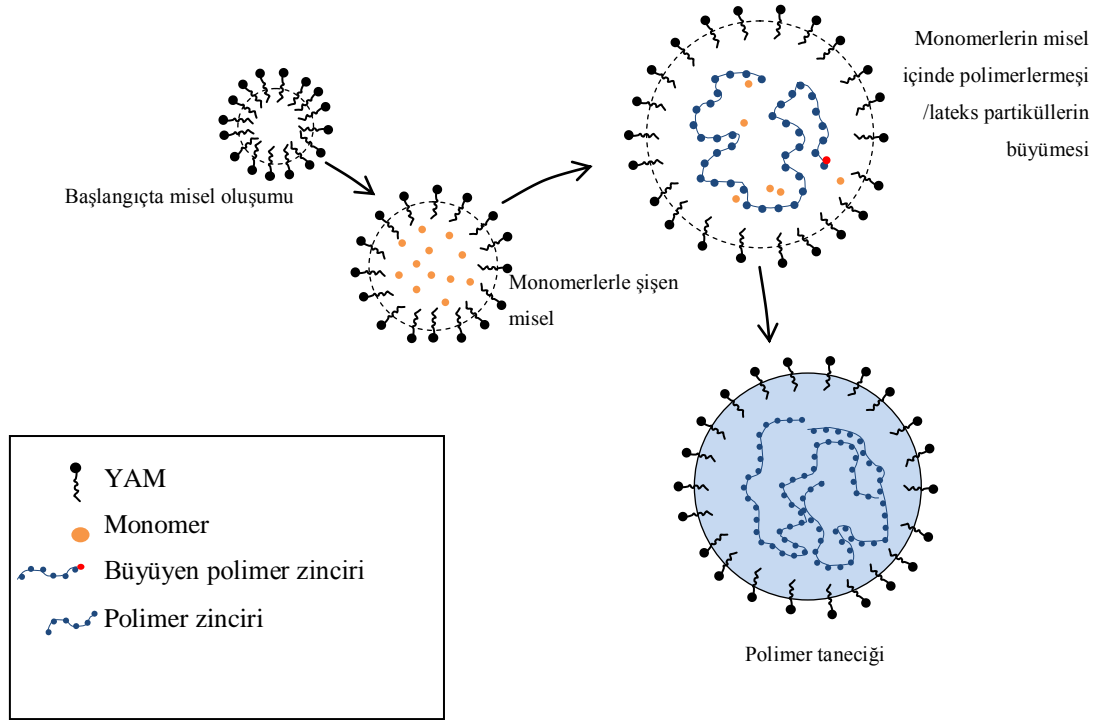 Başlangıçta misel oluşumu
Monomerlerle şişen
misel
Monomerlerin misel
içinde polimerlermeşi
/lateks partiküllerin
büyümesi
Polimer taneciği
YAM
Monomer
Büyüyen polimer zinciri
Polimer zinciri